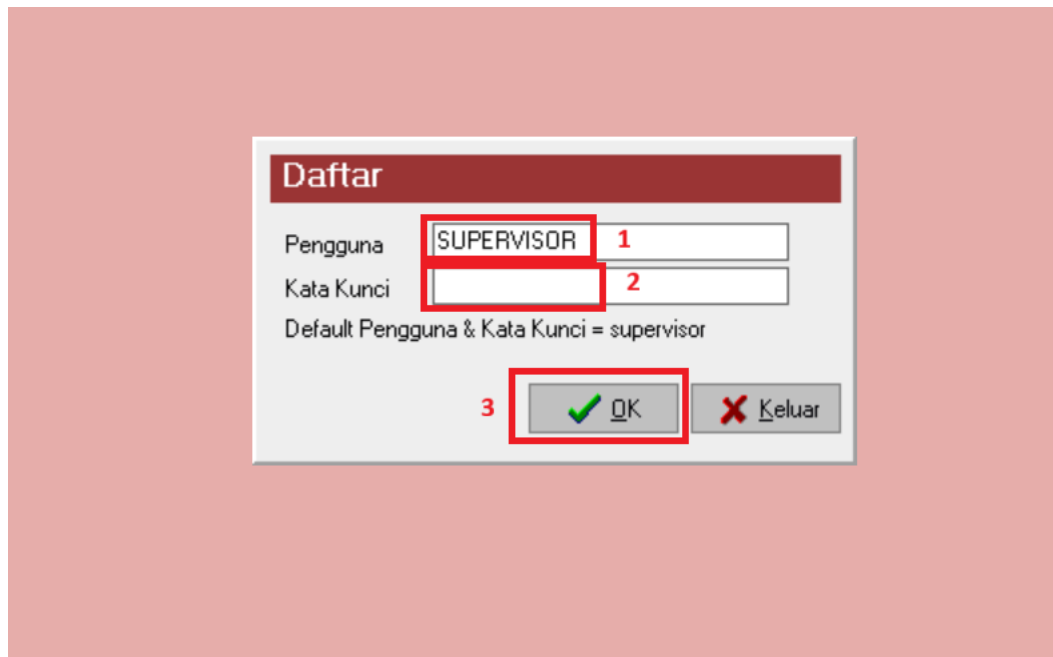 Daftar
Pengguna SUPERVISOR 1
Kata Kunci 2
Default Pengguna & Kata Kunci = supervisor
3 OK Keluar